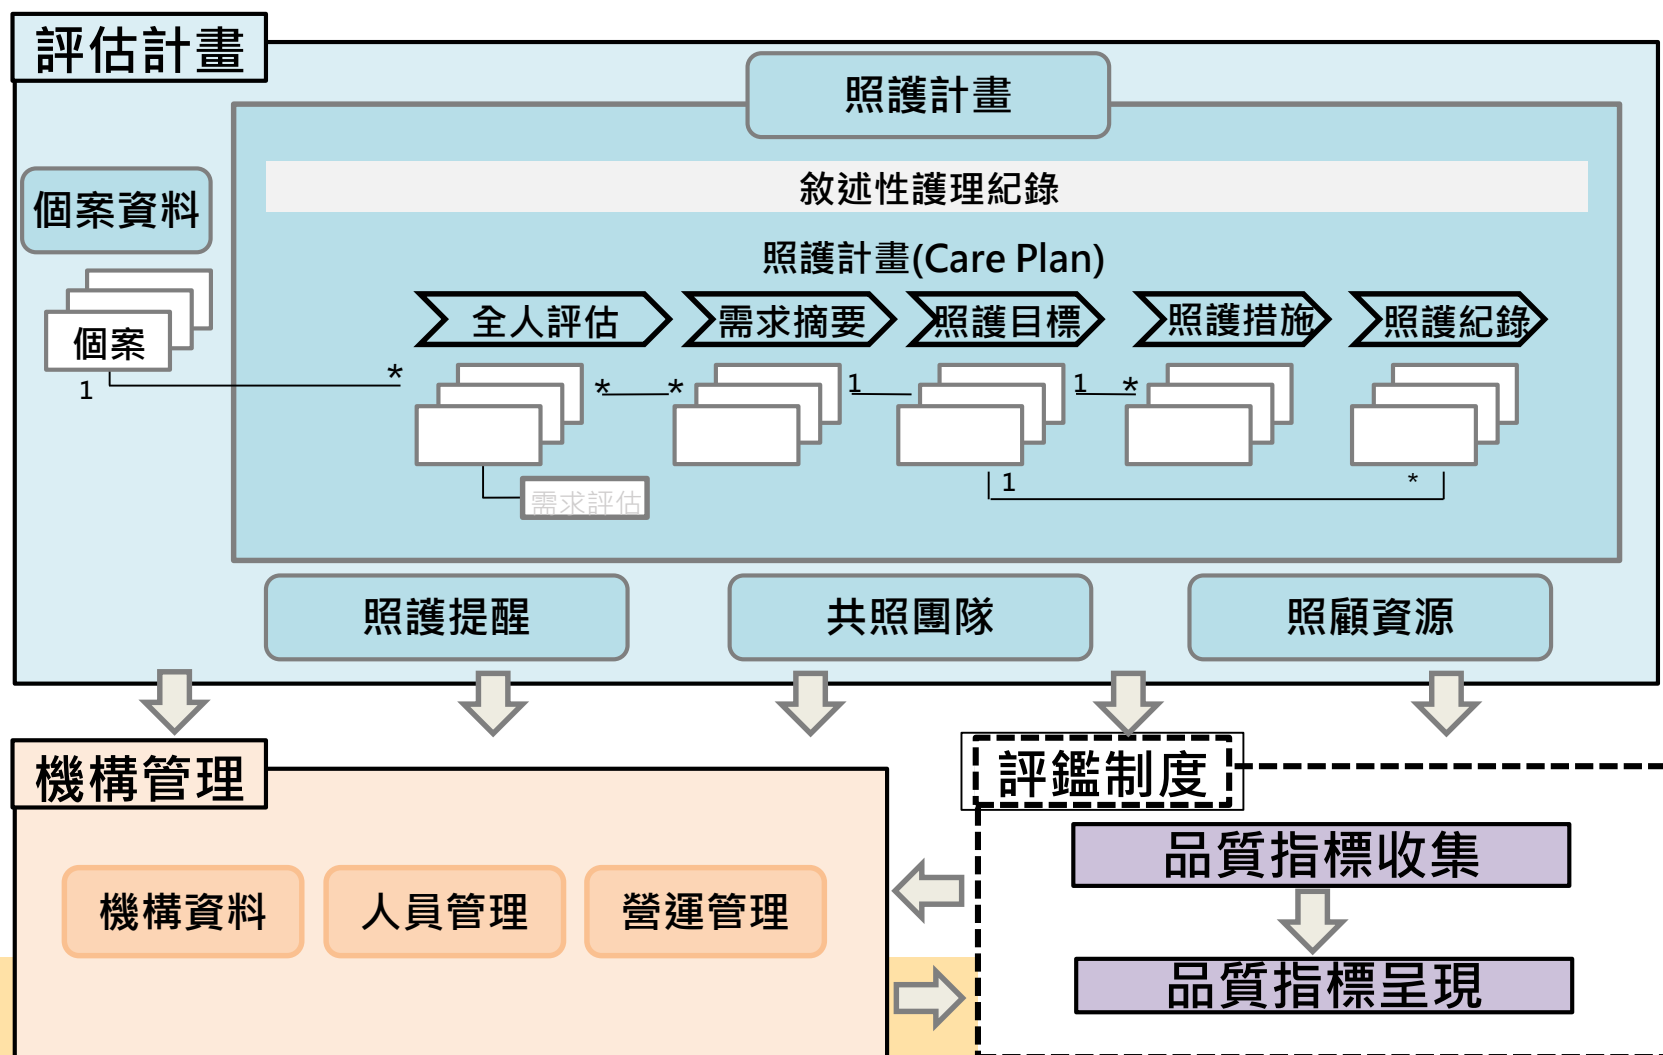 評估計畫
照護計畫
個案資料
敘述性護理紀錄
照護計畫(Care Plan)
全人評估
需求摘要
照護目標
照護措施
照護紀錄
個案
1
*
*
*
1
1
*
需求評估
1
*
照護提醒
共照團隊
照顧資源
機構管理
評鑑制度
品質指標收集
機構資料
人員管理
營運管理
品質指標呈現